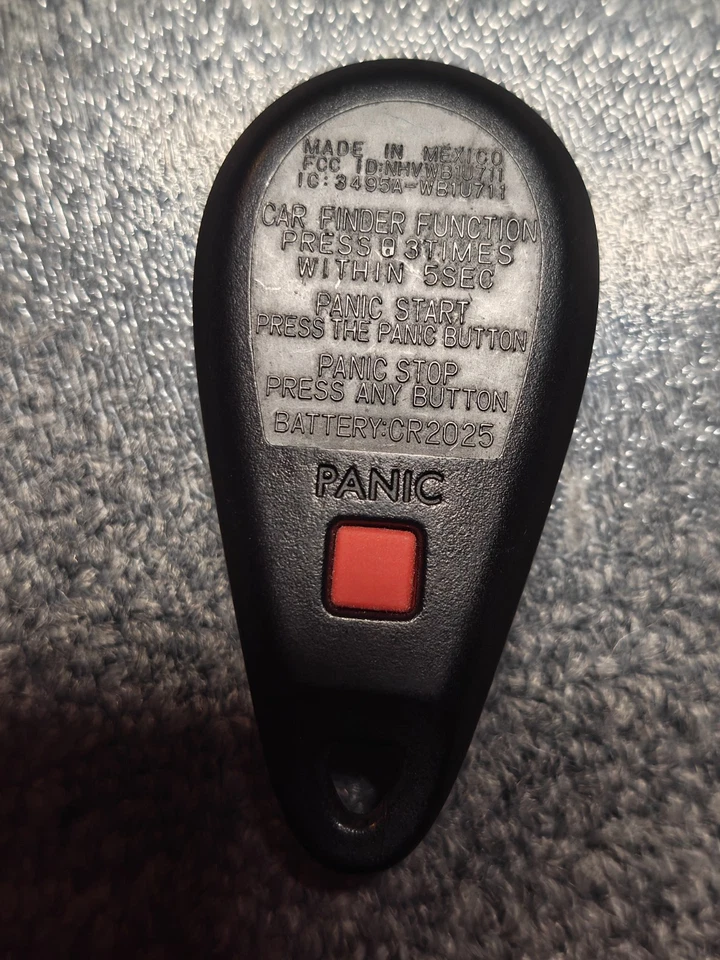 MADE IN MEXICO
FCC ID:NHVWB1U711
IC:3495A-WB1U711
CAR FINDER FUNCTION
PRESS 🔒 3TIMES
WITHIN 5SEC
PANIC START
PRESS THE PANIC BUTTON
PANIC STOP
PRESS ANY BUTTON
BATTERY:CR2025
PANIC